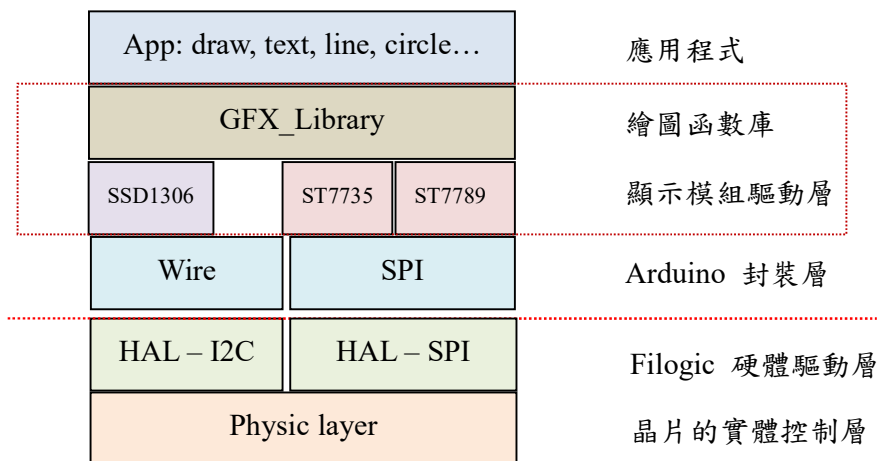 App: draw, text, line, circle… 應用程式
GFX_Library 繪圖函數庫
SSD1306 ST7735 ST7789 顯示模組驅動層
Wire SPI Arduino 封裝層
HAL – I2C HAL – SPI Filogic 硬體驅動層
Physic layer 晶片的實體控制層